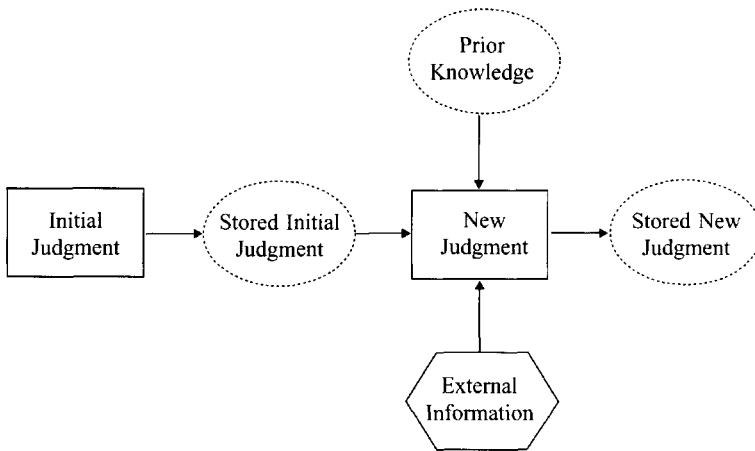 Prior
Knowledge
Initial
Judgment
Stored Initial
Judgment
New
Judgment
Stored New
Judgment
External
Information